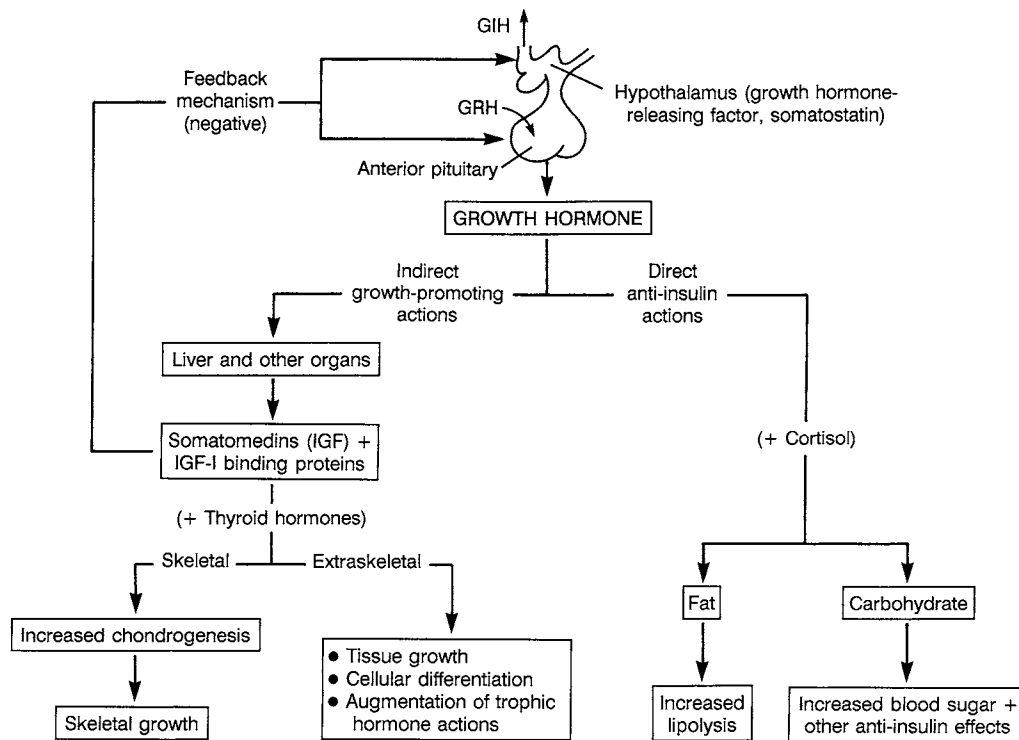 GIH
Feedback
mechanism
(negative)
Hypothalamus (growth hormone-
releasing factor, somatostatin)
GRH
Anterior pituitary
GROWTH HORMONE
Indirect
growth-promoting
actions
Direct
anti-insulin
actions
Liver and other organs
Somatomedins (IGF) +
IGF-I binding proteins
(+ Cortisol)
(+ Thyroid hormones)
Skeletal
Extraskeletal
Fat
Carbohydrate
Increased chondrogenesis
● Tissue growth
● Cellular differentiation
● Augmentation of trophic
hormone actions
Skeletal growth
Increased
lipolysis
Increased blood sugar +
other anti-insulin effects